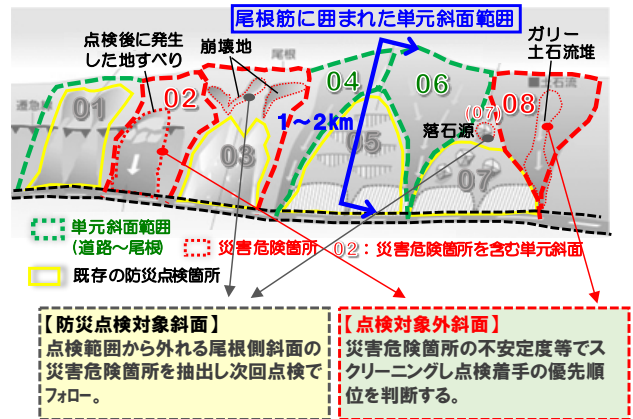 尾根筋に囲まれた単元斜面範囲
点検後に発生
した地すべり
崩壊地
尾根
ガリー
土石流堆
土石流
01
02
03
04
05
06
(07)
落石源
07
08
1～2km
単元斜面範囲
(道路～尾根)
災害危険箇所
02：災害危険箇所を含む単元斜面
既存の防災点検箇所
【防災点検対象斜面】
点検範囲から外れる尾根側斜面の
災害危険箇所を抽出し次回点検で
フォロー。
【点検対象外斜面】
災害危険箇所の不安定度等でス
クリーニングし点検着手の優先順
位を判断する。